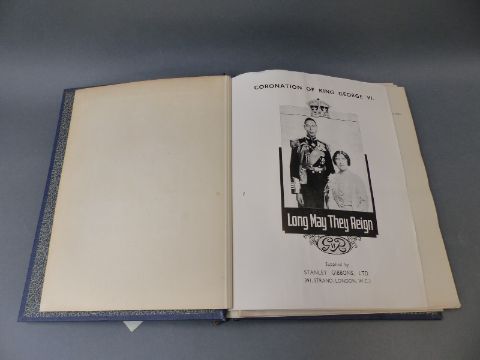 CORONATION OF KING GEORGE VI.
Long May They Reign
Supplied by
STANLEY GIBBONS, LTD.
391, STRAND, LONDON, W.C.2